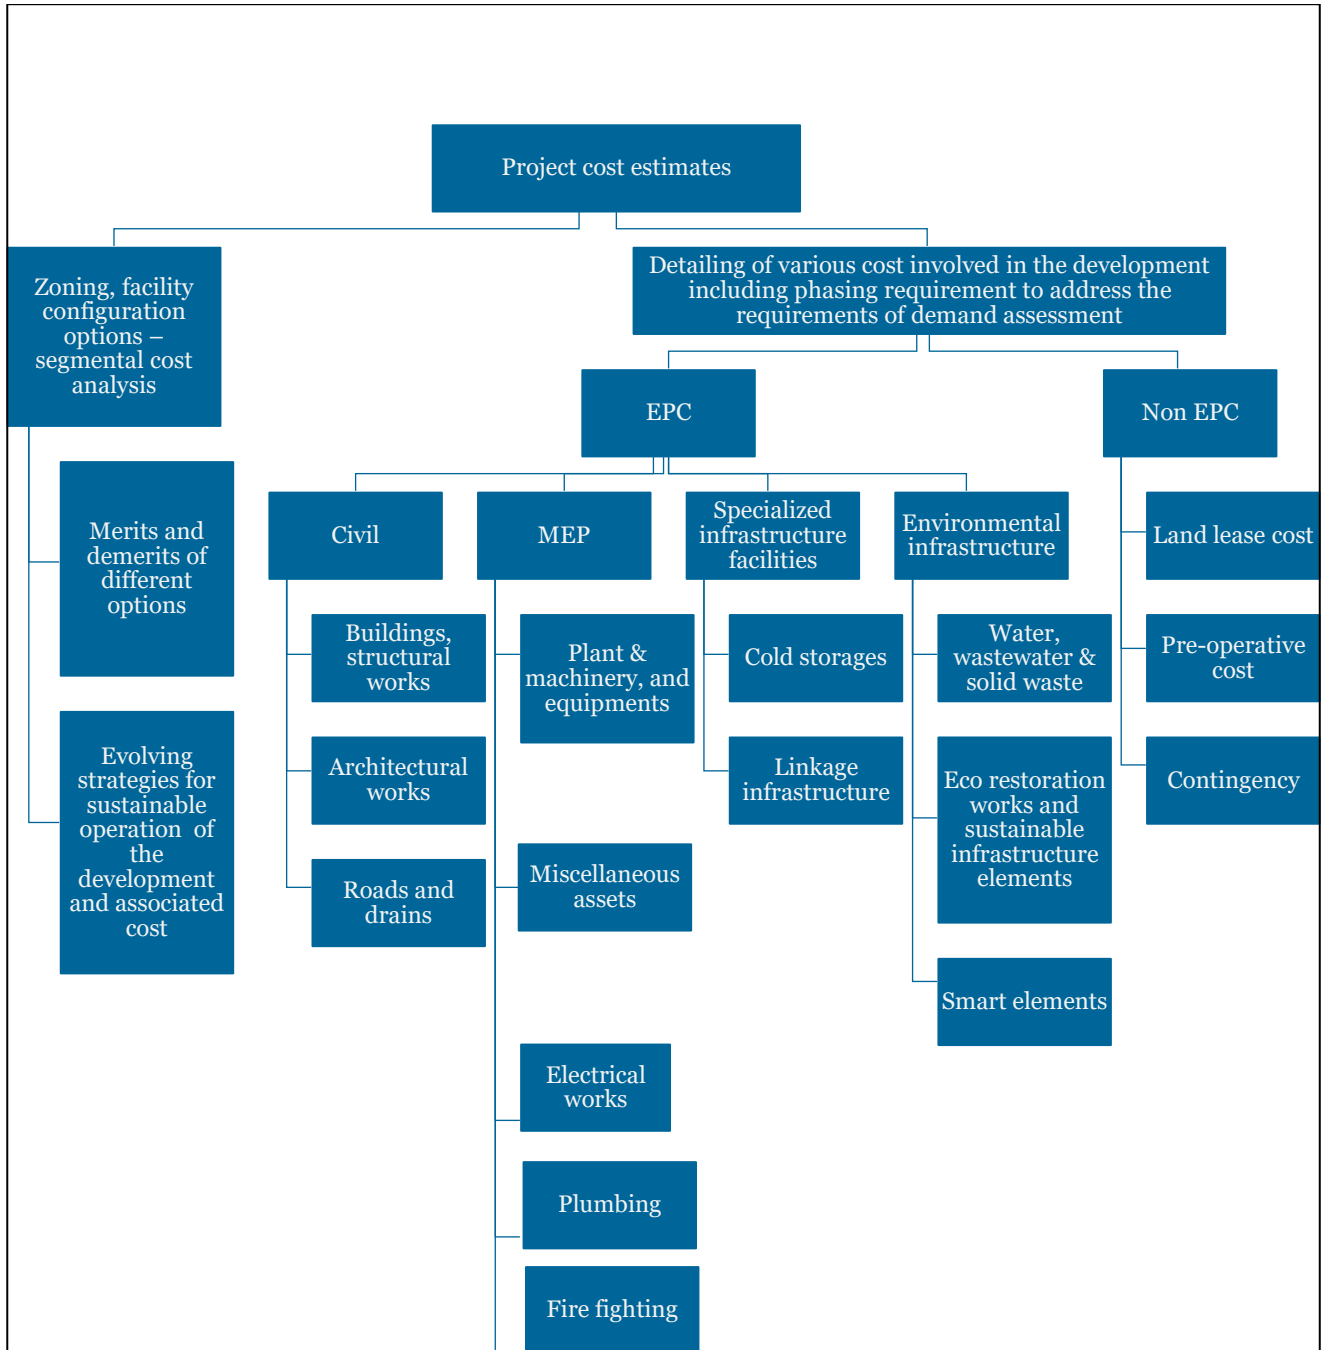 Project cost estimates
Zoning, facility
configuration
options –
segmental cost
analysis
Detailing of various cost involved in the development
including phasing requirement to address the
requirements of demand assessment
EPC
Non EPC
Merits and
demerits of
different
options
Evolving
strategies for
sustainable
operation of
the
development
and associated
cost
Civil
MEP
Specialized
infrastructure
facilities
Environmental
infrastructure
Buildings,
structural
works
Architectural
works
Roads and
drains
Plant &
machinery, and
equipments
Miscellaneous
assets
Electrical
works
Plumbing
Fire fighting
Cold storages
Linkage
infrastructure
Water,
wastewater &
solid waste
Eco restoration
works and
sustainable
infrastructure
elements
Smart elements
Land lease cost
Pre-operative
cost
Contingency